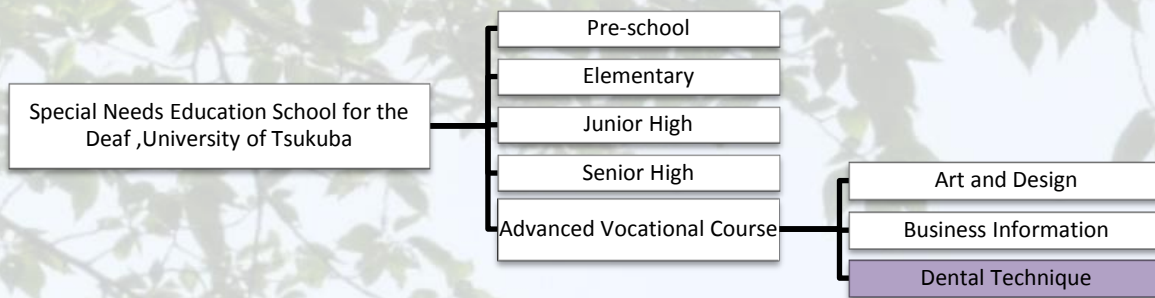 Special Needs Education School for the
Deaf ,University of Tsukuba
Pre-school
Elementary
Junior High
Senior High
Advanced Vocational Course
Art and Design
Business Information
Dental Technique